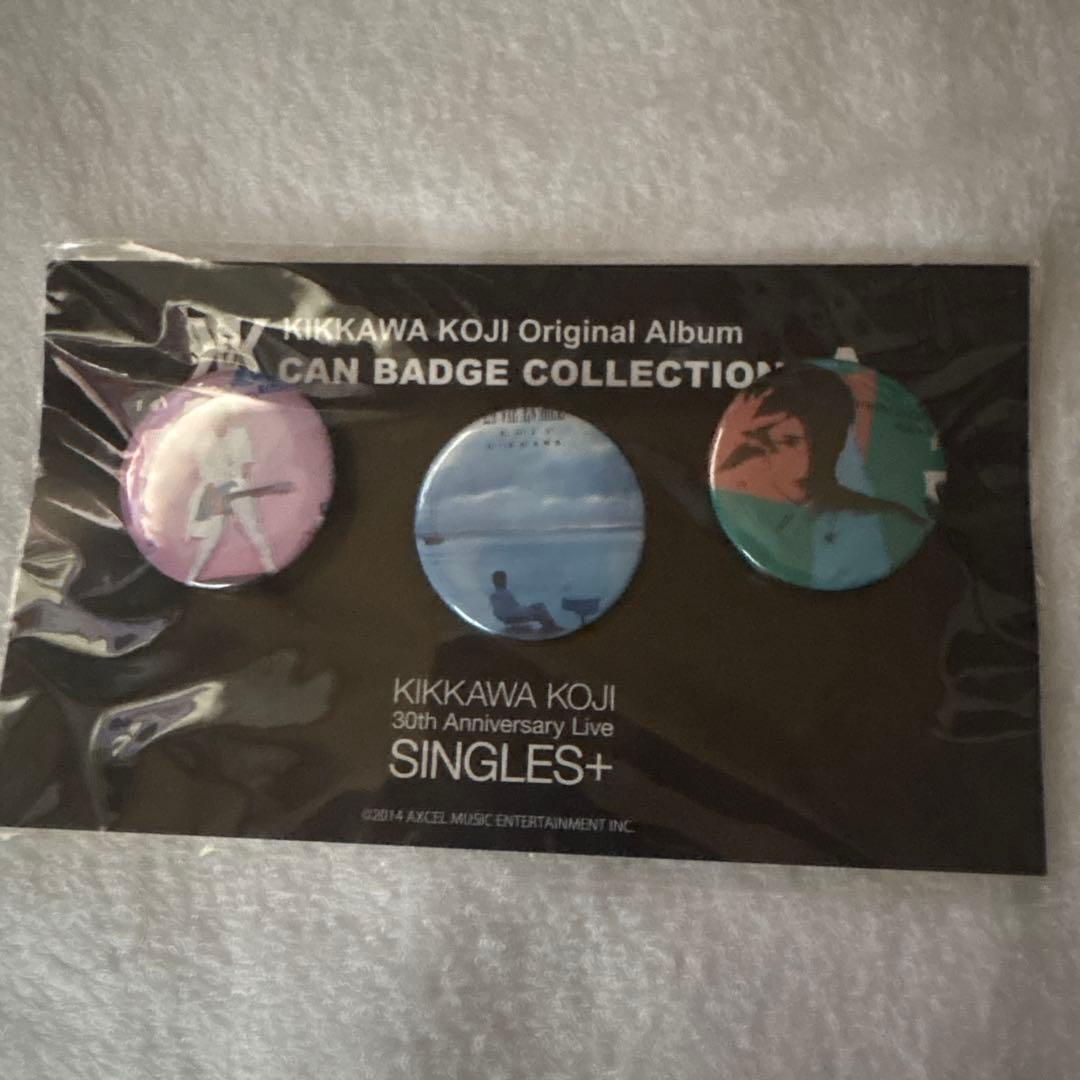 KIKKAWA KOJI Original Album
CAN BADGE COLLECTION
KIKKAWA KOJI
30th Anniversary Live
SINGLES+
©2014 AXCEL MUSIC ENTERTAINMENT INC.